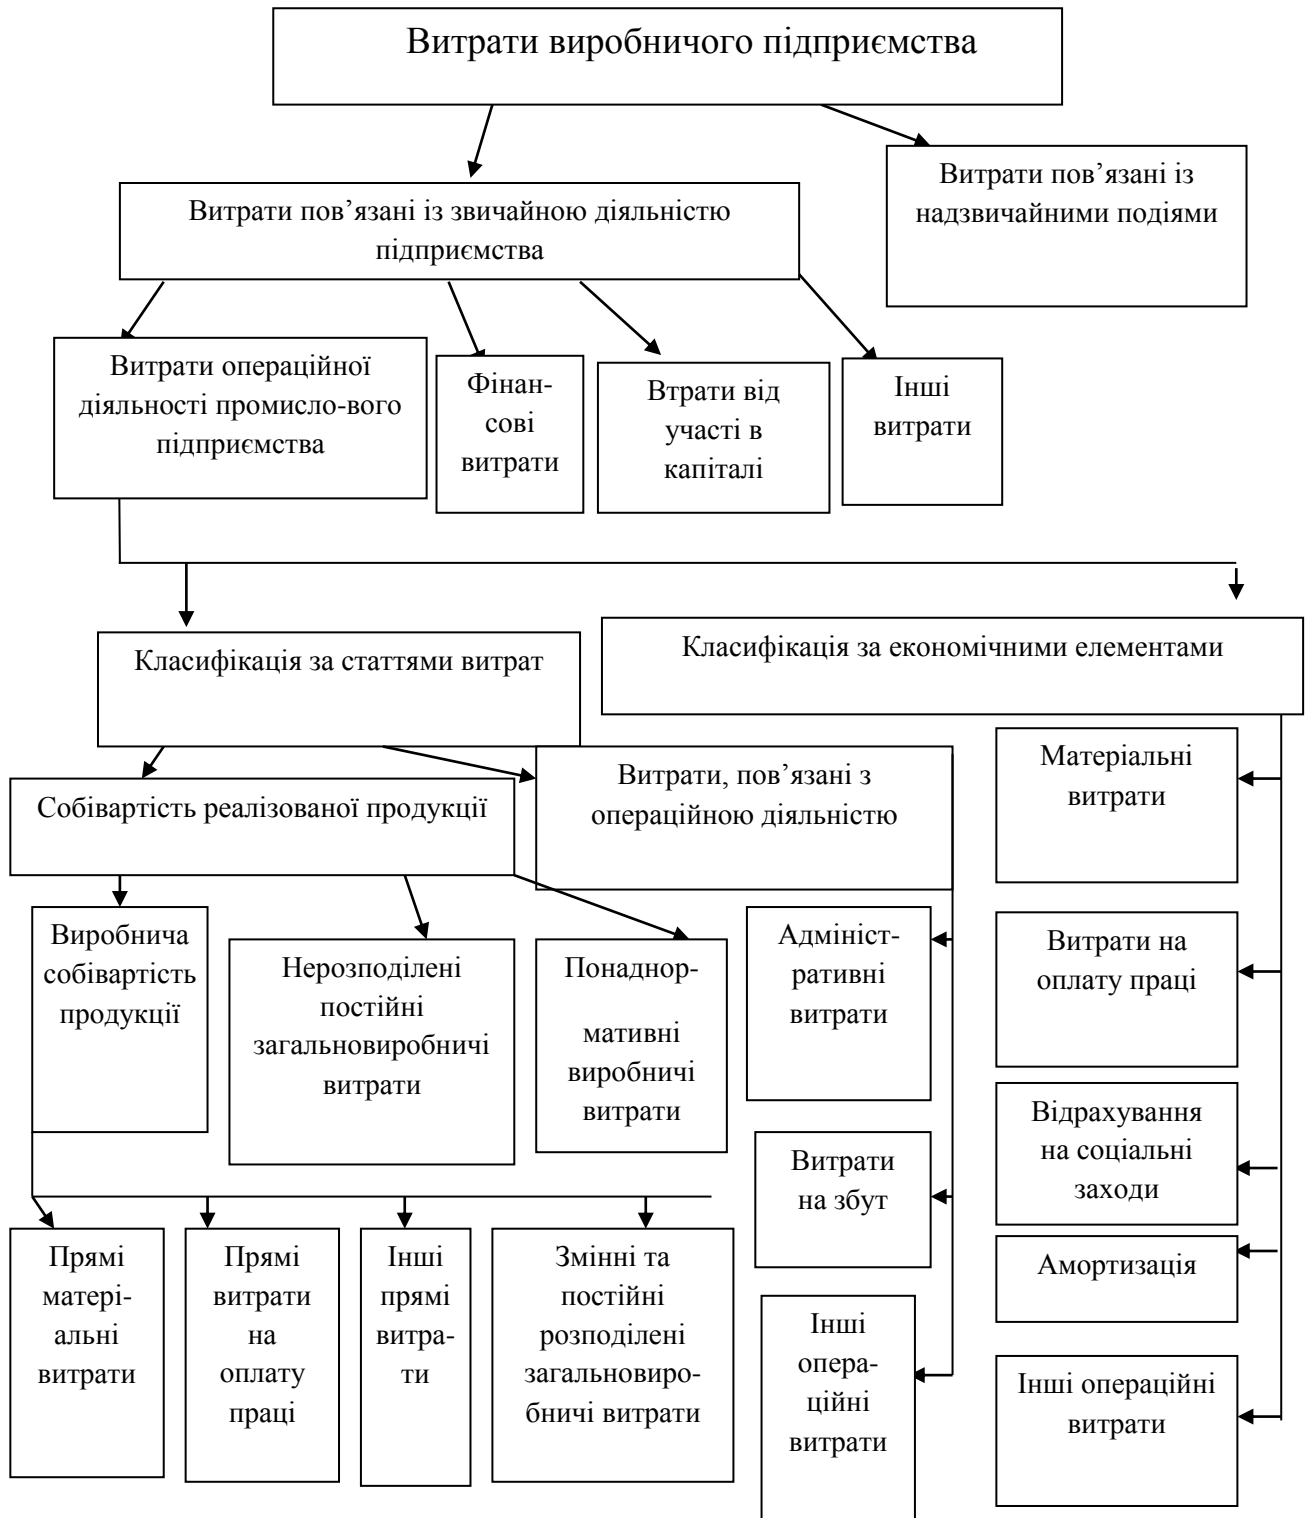 Витрати виробничого підприємства
Витрати пов’язані із
надзвичайними подіями
Витрати пов’язані із звичайною діяльністю
підприємства
Витрати операційної
діяльності промисло-вого
підприємства
Фінан-
сові
витрати
Втрати від
участі в
капіталі
Інші
витрати
Класифікація за статтями витрат
Класифікація за економічними елементами
Собівартість реалізованої продукції
Витрати, пов’язані з
операційною діяльністю
Матеріальні
витрати
Виробнича
собівартість
продукції
Нерозподілені
постійні
загальновиробничі
витрати
Понаднор-
мативні
виробничі
витрати
Адмініст-
ративні
витрати
Витрати на
оплату праці
Витрати
на збут
Відрахування
на соціальні
заходи
Прямі
матері-
альні
витрати
Прямі
витрати
на
оплату
праці
Інші
прямі
витра-
ти
Змінні та
постійні
розподілені
загальновиро-
бничі витрати
Інші
опера-
ційні
витрати
Амортизація
Інші операційні
витрати